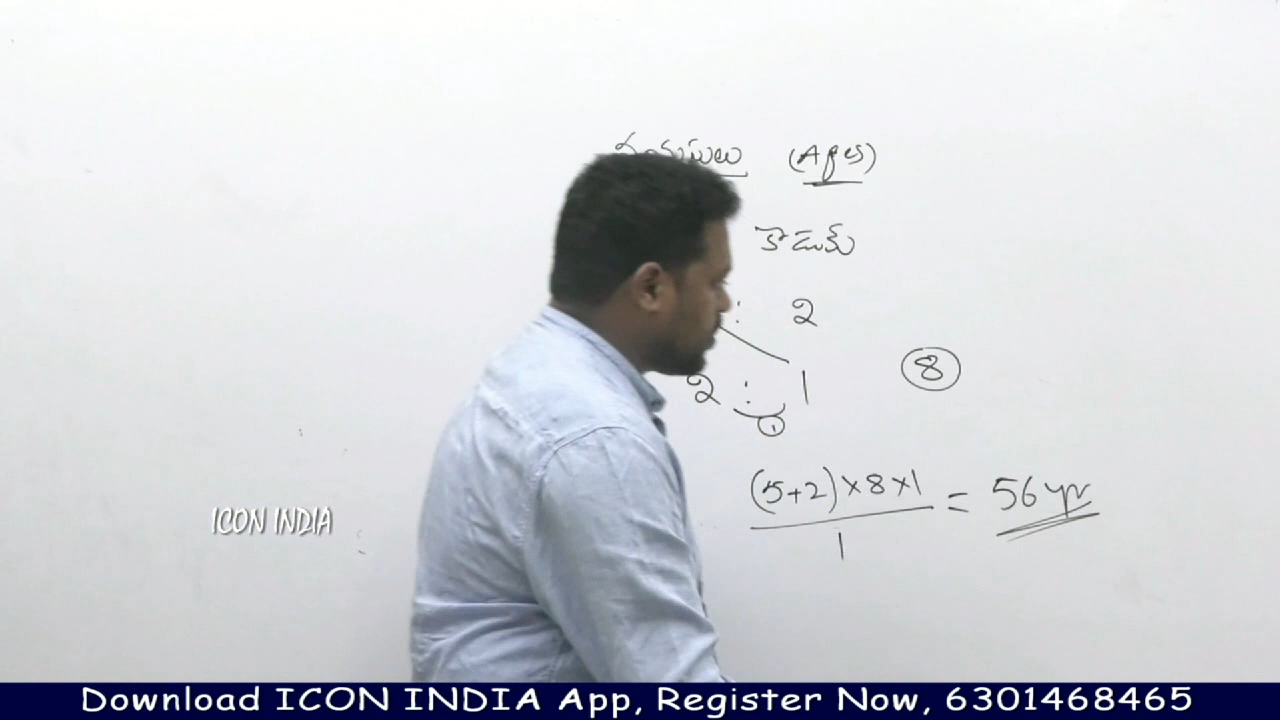 (Ages)
కొడుకు
: 2
2 : 1
8
1
(5+2)×8×1 = 56 yr
1
ICON INDIA
Download ICON INDIA App, Register Now, 6301468465